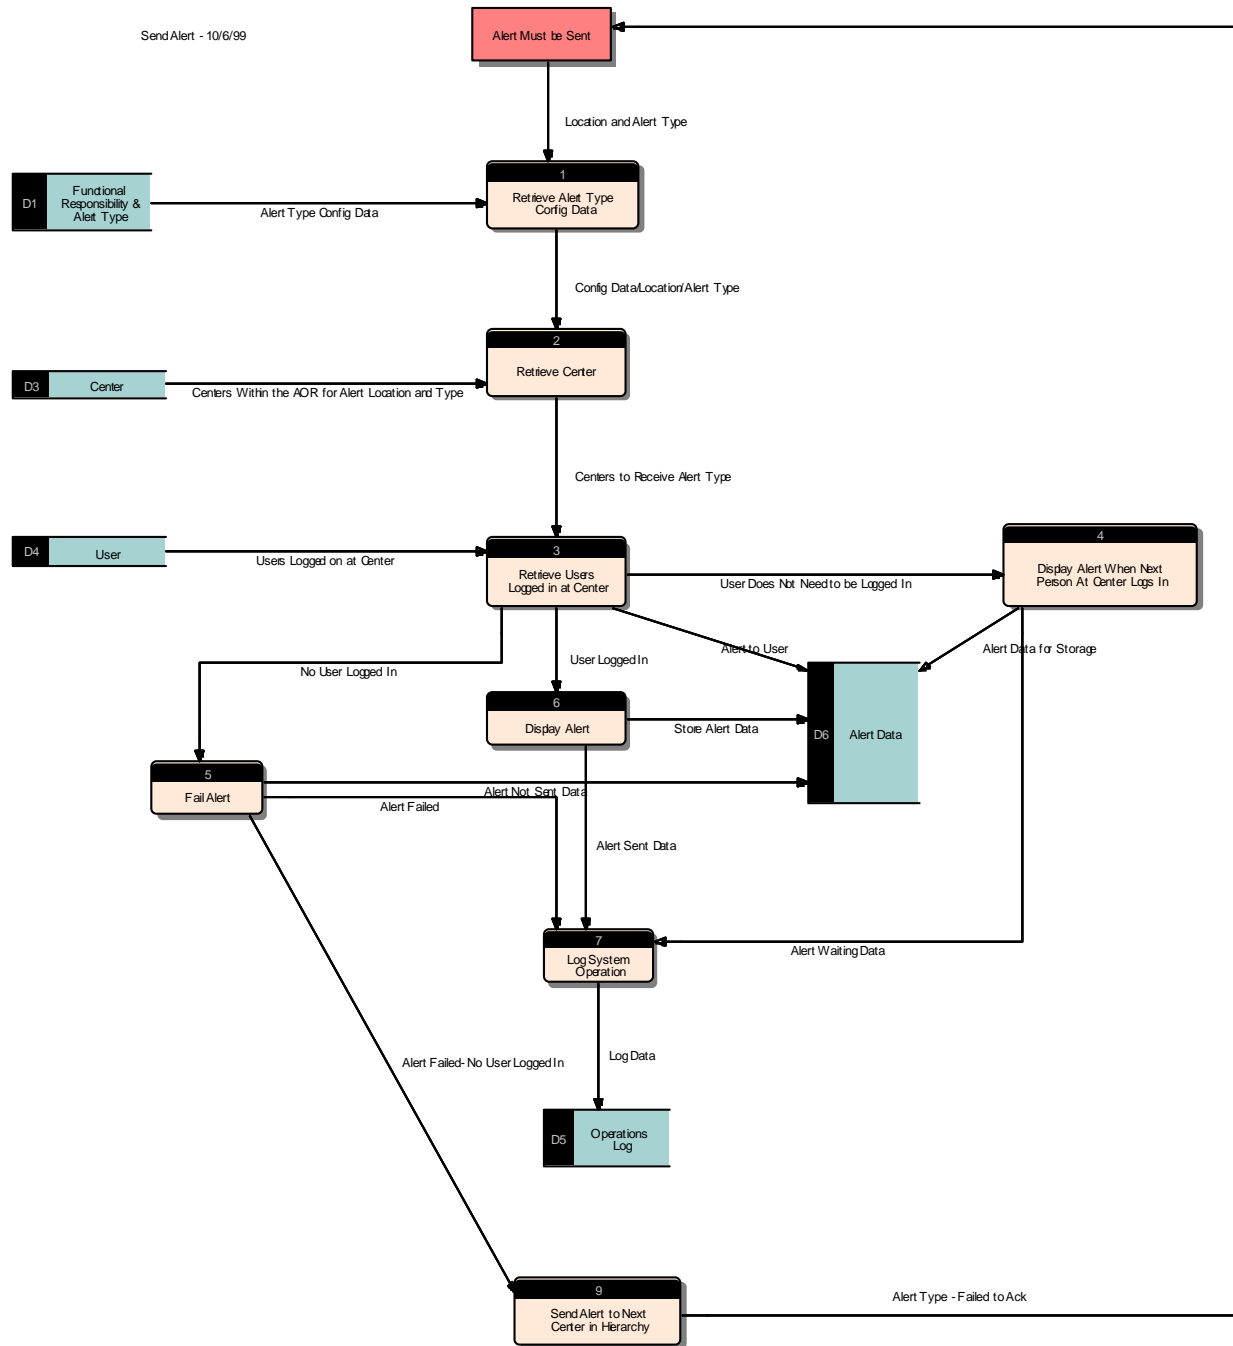 Send Alert - 10/6/99
Alert Must be Sent
Location and Alert Type
1
Retrieve Alert Type
Config Data
D1
Functional
Responsibility &
Alert Type
Alert Type Config Data
Config Data/Location/Alert Type
2
Retrieve Center
D3
Center
Centers Within the AOR for Alert Location and Type
Centers to Receive Alert Type
D4
User
Users Logged on at Center
3
Retrieve Users
Logged in at Center
User Does Not Need to be Logged In
4
Display Alert When Next
Person At Center Logs In
No User Logged In
User Logged In
Alert to User
Alert Data for Storage
6
Display Alert
Store Alert Data
D6
Alert Data
5
Fail Alert
Alert Not Sent Data
Alert Failed
Alert Sent Data
7
Log System
Operation
Alert Waiting Data
Alert Failed- No User Logged In
Log Data
D5
Operations
Log
9
Send Alert to Next
Center in Hierarchy
Alert Type - Failed to Ack